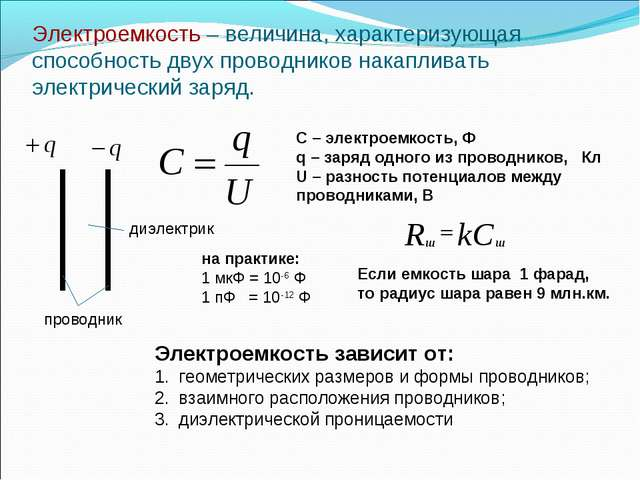 Электроемкость – величина, характеризующая
способность двух проводников накапливать
электрический заряд.
+q
–q
C = q/U
С – электроемкость, Ф
q – заряд одного из проводников, Кл
U – разность потенциалов между
проводниками, В
диэлектрик
Rш = kCш
на практике:
1 мкФ = 10⁻⁶ Ф
1 пФ = 10⁻¹² Ф
Если емкость шара 1 фарад,
то радиус шара равен 9 млн.км.
проводник
Электроемкость зависит от:
1. геометрических размеров и формы проводников;
2. взаимного расположения проводников;
3. диэлектрической проницаемости